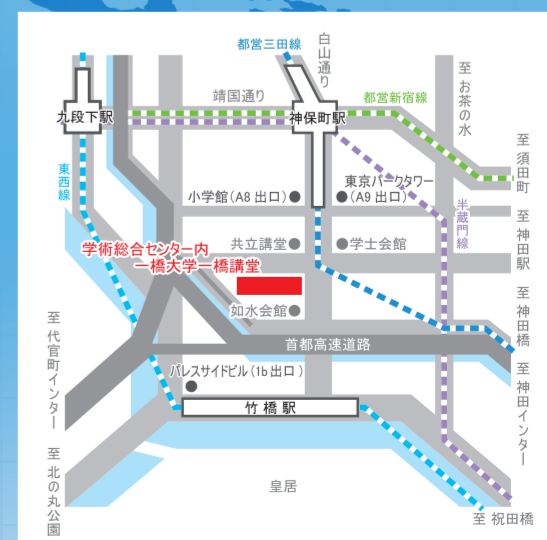 都営三田線
白山通り
靖国通り
都営新宿線
至 お茶の水
九段下駅
神保町駅
至 須田町
東西線
小学館（A8 出口）
東京パークタワー
（A9 出口）
半蔵門線
至 神田駅
学術総合センター内
一橋大学一橋講堂
共立講堂
学士会館
如水会館
至 神田橋
至 代官町インター
首都高速道路
至 神田インター
パレスサイドビル（1b 出口）
竹橋駅
至 北の丸公園
皇居
至 祝田橋